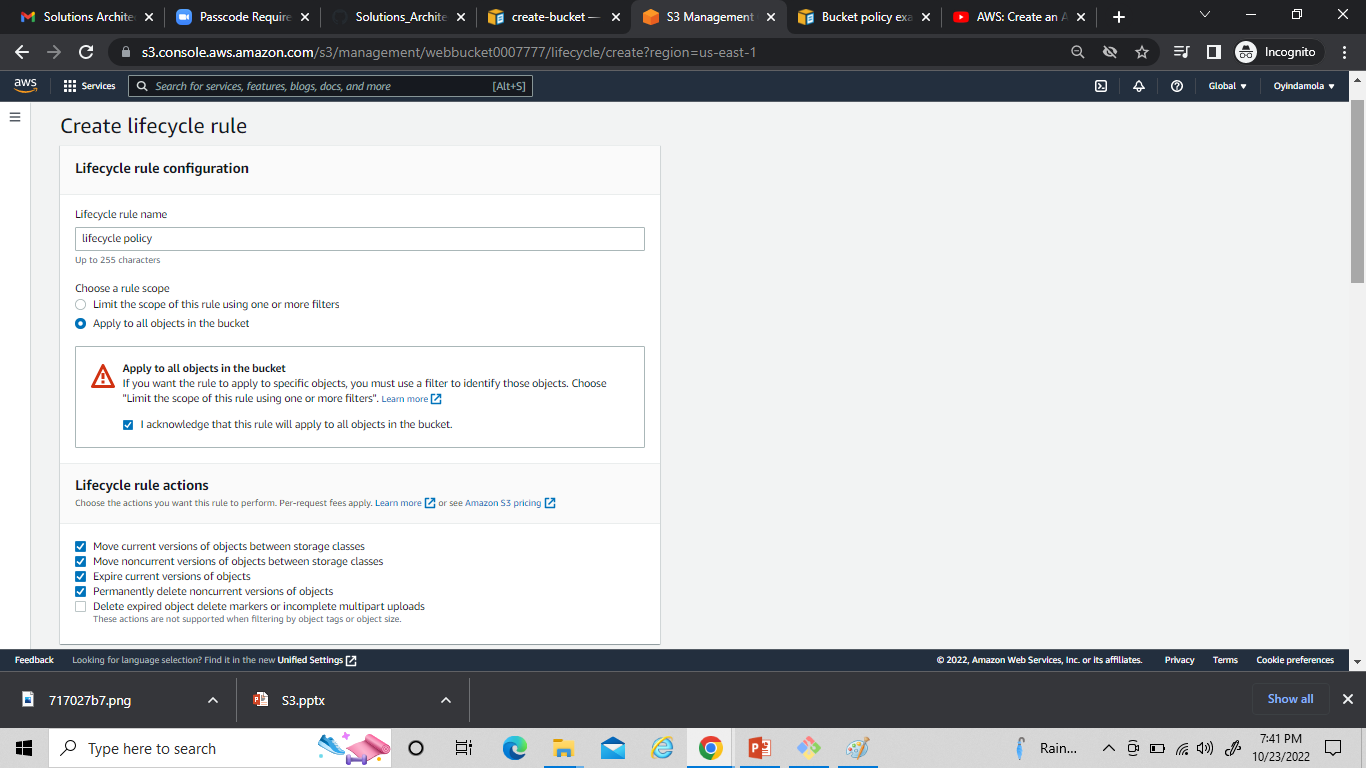 Solutions Archite
Passcode Require
Solutions_Archite
create-bucket —
S3 Management
Bucket policy exa
AWS: Create an A
s3.console.aws.amazon.com/s3/management/webbucket0007777/lifecycle/create?region=us-east-1
Incognito
aws
Services
Search for services, features, blogs, docs, and more
[Alt+S]
Global
Oyindamola
Create lifecycle rule
Lifecycle rule configuration
Lifecycle rule name
lifecycle policy
Up to 255 characters
Choose a rule scope
Limit the scope of this rule using one or more filters
Apply to all objects in the bucket
Apply to all objects in the bucket
If you want the rule to apply to specific objects, you must use a filter to identify those objects. Choose
"Limit the scope of this rule using one or more filters". Learn more
I acknowledge that this rule will apply to all objects in the bucket.
Lifecycle rule actions
Choose the actions you want this rule to perform. Per-request fees apply. Learn more or see Amazon S3 pricing
Move current versions of objects between storage classes
Move noncurrent versions of objects between storage classes
Expire current versions of objects
Permanently delete noncurrent versions of objects
Delete expired object delete markers or incomplete multipart uploads
These actions are not supported when filtering by object tags or object size.
Feedback
Looking for language selection? Find it in the new Unified Settings
© 2022, Amazon Web Services, Inc. or its affiliates.
Privacy
Terms
Cookie preferences
717027b7.png
S3.pptx
Show all
Type here to search
Rain...
7:41 PM
10/23/2022